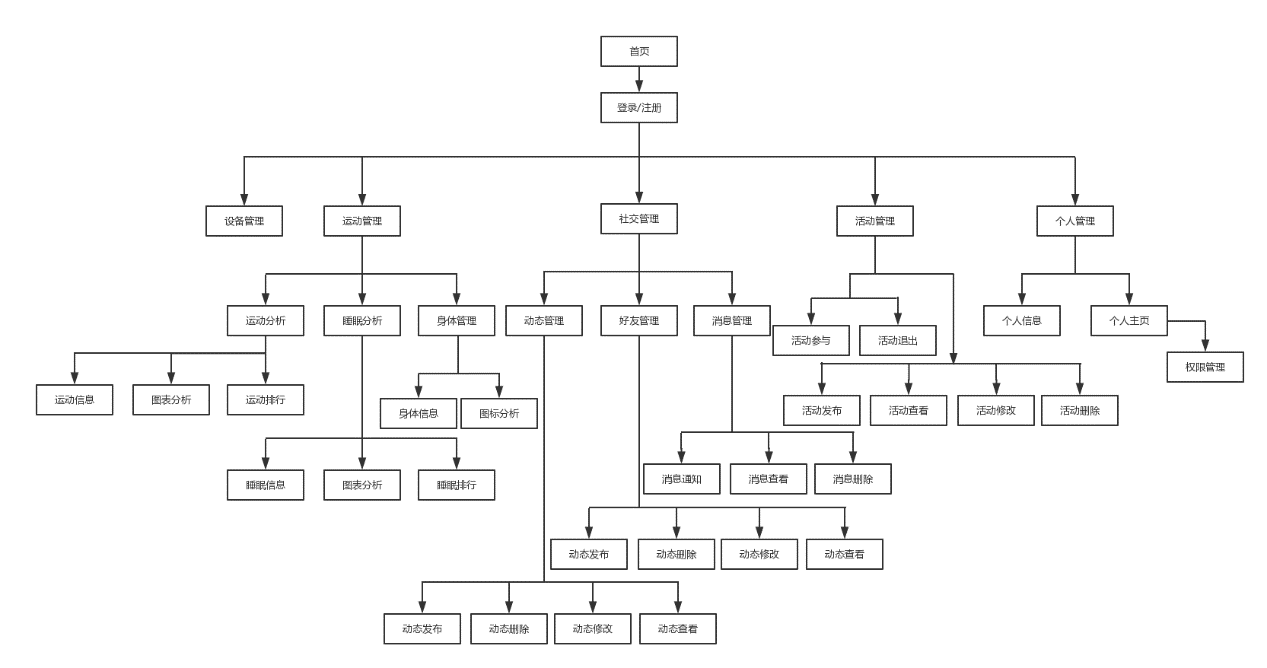 首页
登录/注册
设备管理
运动管理
社交管理
活动管理
个人管理
运动分析
睡眠分析
身体管理
动态管理
好友管理
消息管理
活动参与
活动退出
个人信息
个人主页
权限管理
运动信息
图表分析
运动排行
身体信息
图标分析
活动发布
活动查看
活动修改
活动删除
睡眠信息
图表分析
睡眠排行
消息通知
消息查看
消息删除
动态发布
动态删除
动态修改
动态查看
动态发布
动态删除
动态修改
动态查看